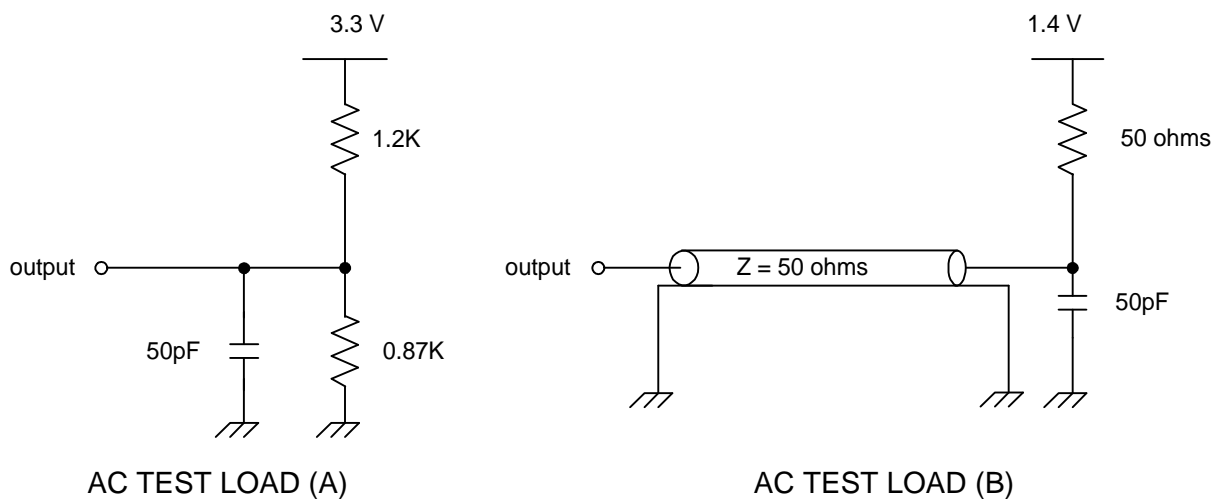 3.3 V
1.2K
output
50pF
0.87K
AC TEST LOAD (A)
1.4 V
50 ohms
output
Z = 50 ohms
50pF
AC TEST LOAD (B)